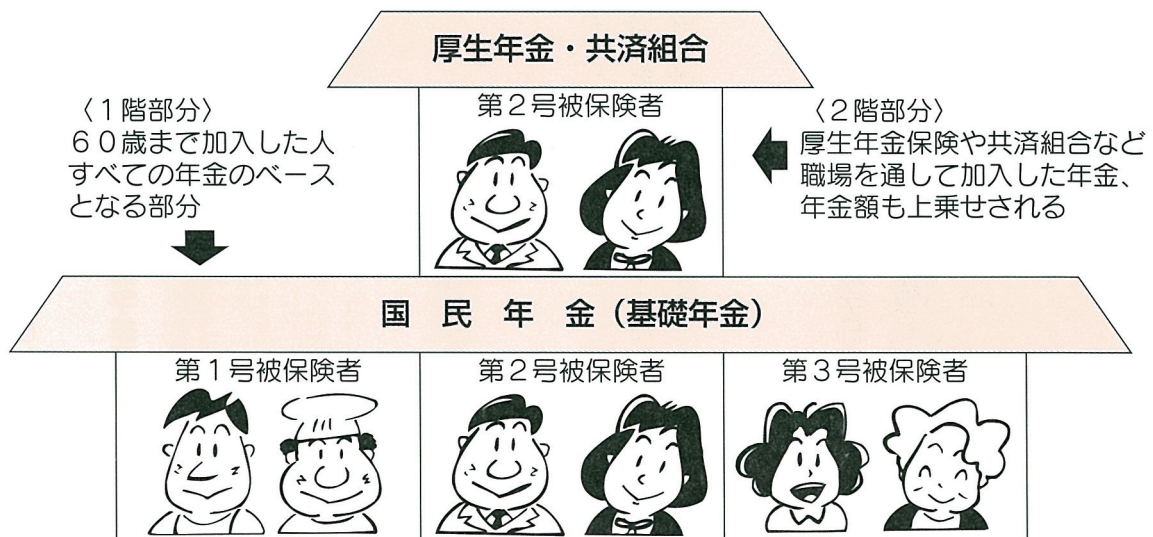 厚生年金・共済組合
第2号被保険者
〈1階部分〉
60歳まで加入した人
すべての年金のベース
となる部分
〈2階部分〉
厚生年金保険や共済組合など
職場を通して加入した年金、
年金額も上乗せされる
国 民 年 金（基礎年金）
第1号被保険者
第2号被保険者
第3号被保険者